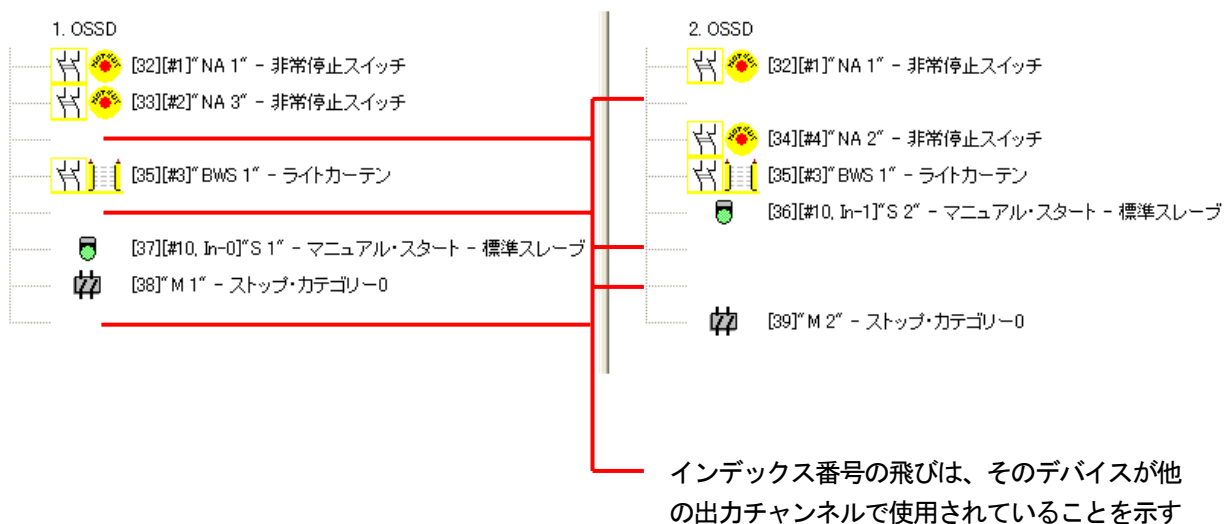 1. OSSD
[32][#1]"NA 1" - 非常停止スイッチ
[33][#2]"NA 3" - 非常停止スイッチ
[35][#3]"BWS 1" - ライトカーテン
[37][#10, In-0]"S 1" - マニュアル・スタート - 標準スレーブ
[38]"M 1" - ストップ・カテゴリー0
2. OSSD
[32][#1]"NA 1" - 非常停止スイッチ
[34][#4]"NA 2" - 非常停止スイッチ
[35][#3]"BWS 1" - ライトカーテン
[36][#10, In-1]"S 2" - マニュアル・スタート - 標準スレーブ
[39]"M 2" - ストップ・カテゴリー0
インデックス番号の飛びは、そのデバイスが他
の出力チャンネルで使用されていることを示す